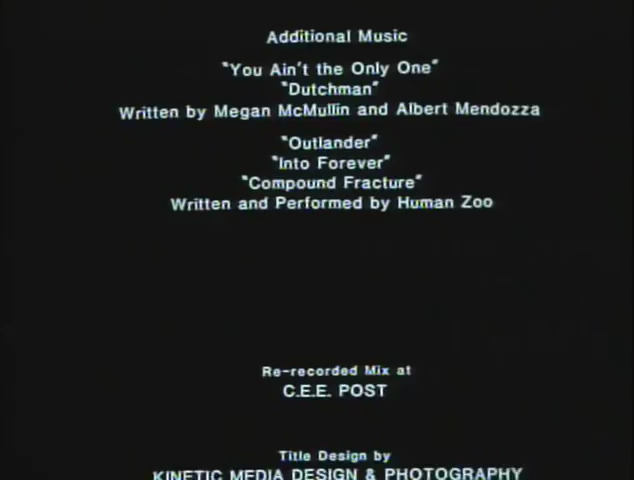 Additional Music
"You Ain't the Only One"
"Dutchman"
Written by Megan McMullin and Albert Mendozza
"Outlander"
"Into Forever"
"Compound Fracture"
Written and Performed by Human Zoo
Re-recorded Mix at
C.E.E. POST
Title Design by
KINETIC MEDIA DESIGN & PHOTOGRAPHY